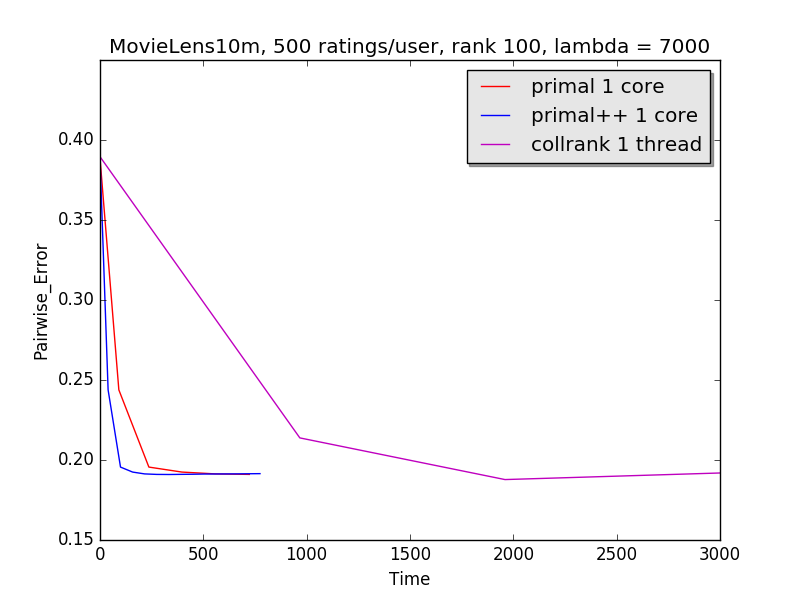 MovieLens10m, 500 ratings/user, rank 100, lambda = 7000
primal 1 core
primal++ 1 core
collrank 1 thread
0.40
0.35
0.30
0.25
0.20
0.15
Pairwise_Error
0 500 1000 1500 2000 2500 3000
Time